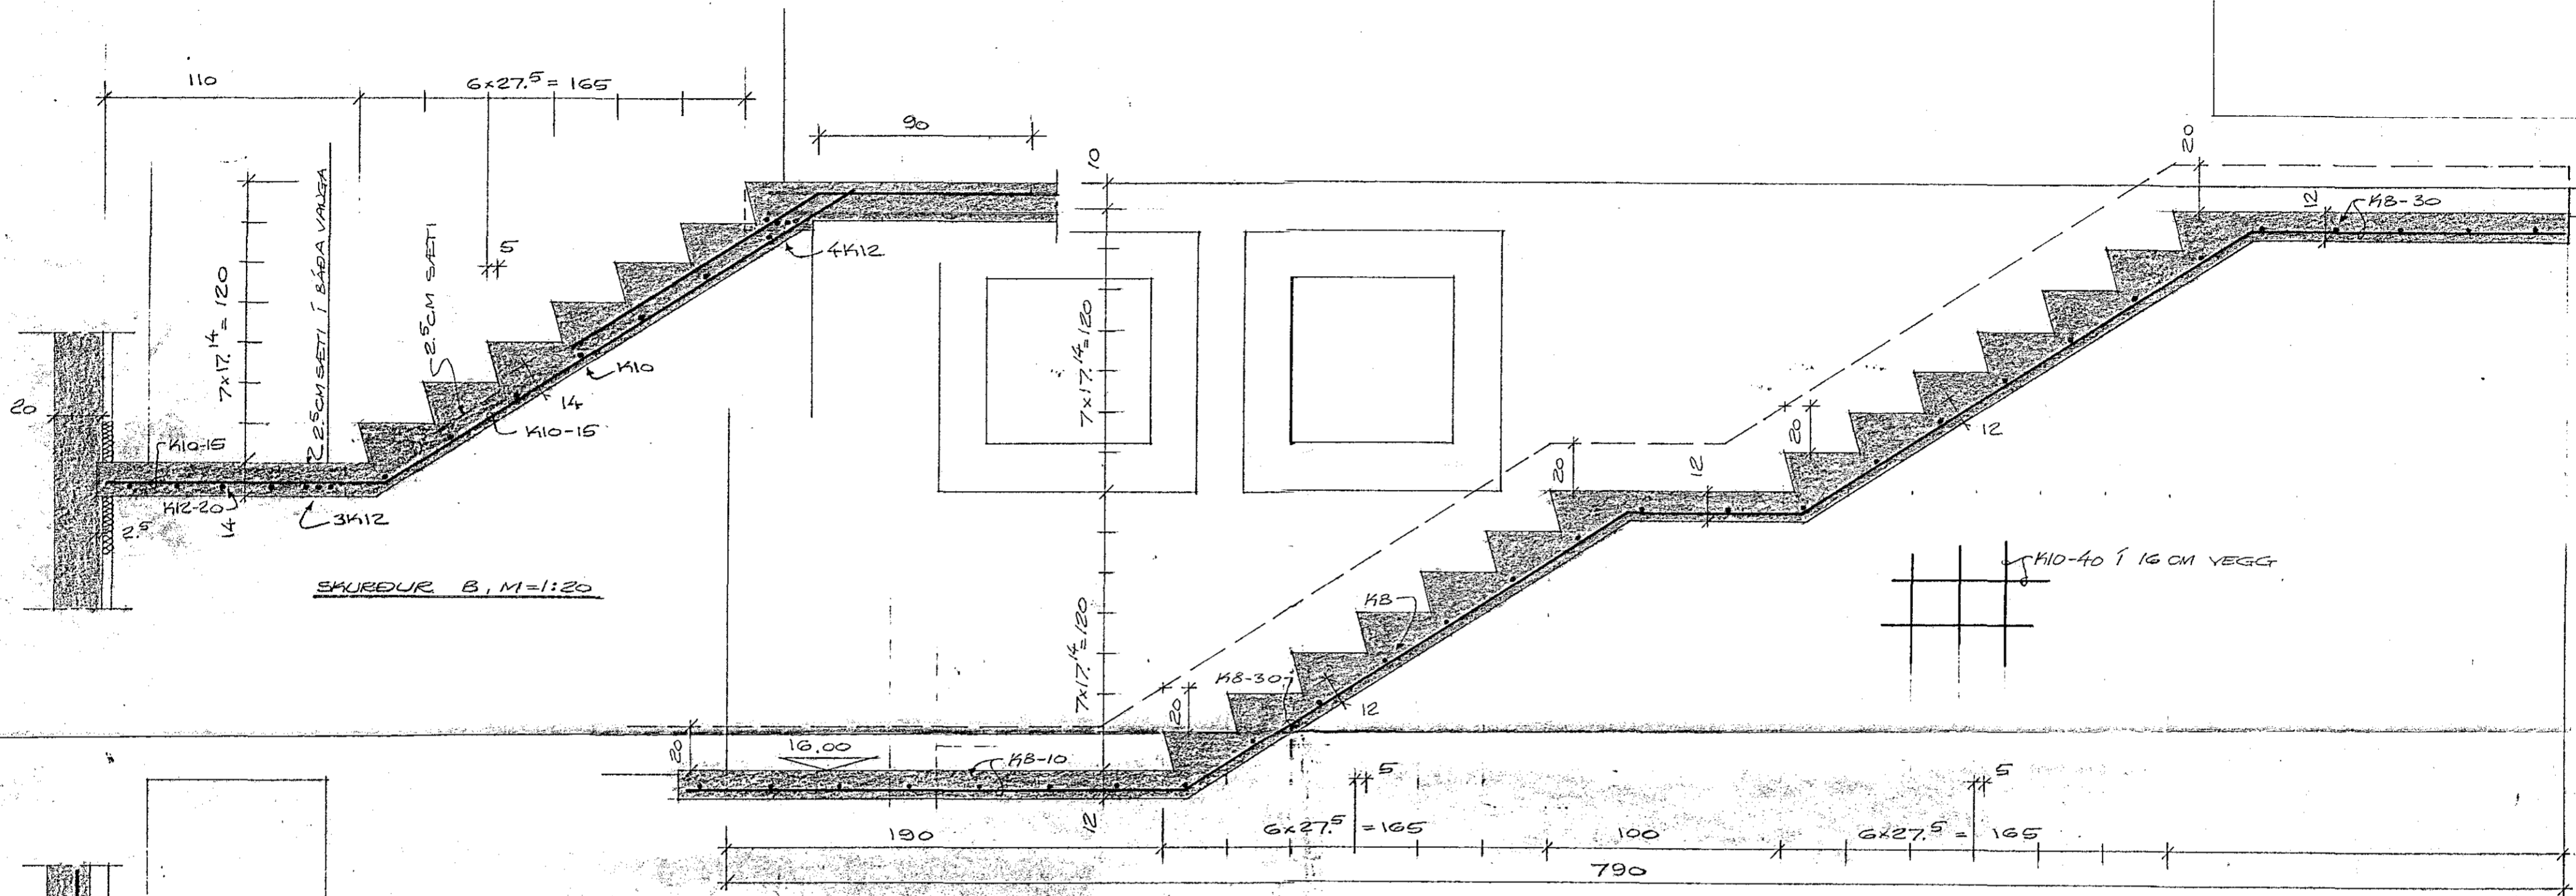 110
6×27.⁵ = 165
90
10
20
12
K8-30
7×17.¹⁴ = 120
2.⁵ CM SÆTI Í BÁÐA VANGA
2.⁵ CM SÆTI
5
4K12
K10
14
K10-15
20
K10-15
K12-20
14
3K12
2.⁵
SKURÐUR B, M=1:20
7×17.¹⁴=120
7×17.¹⁴=120
20
12
20
12
K10-40 Í 16 CM VEGG
K8
K8-30
12
20
20
16.00
K8-10
12
5
5
190
6×27.⁵ = 165
100
6×27.⁵ = 165
790